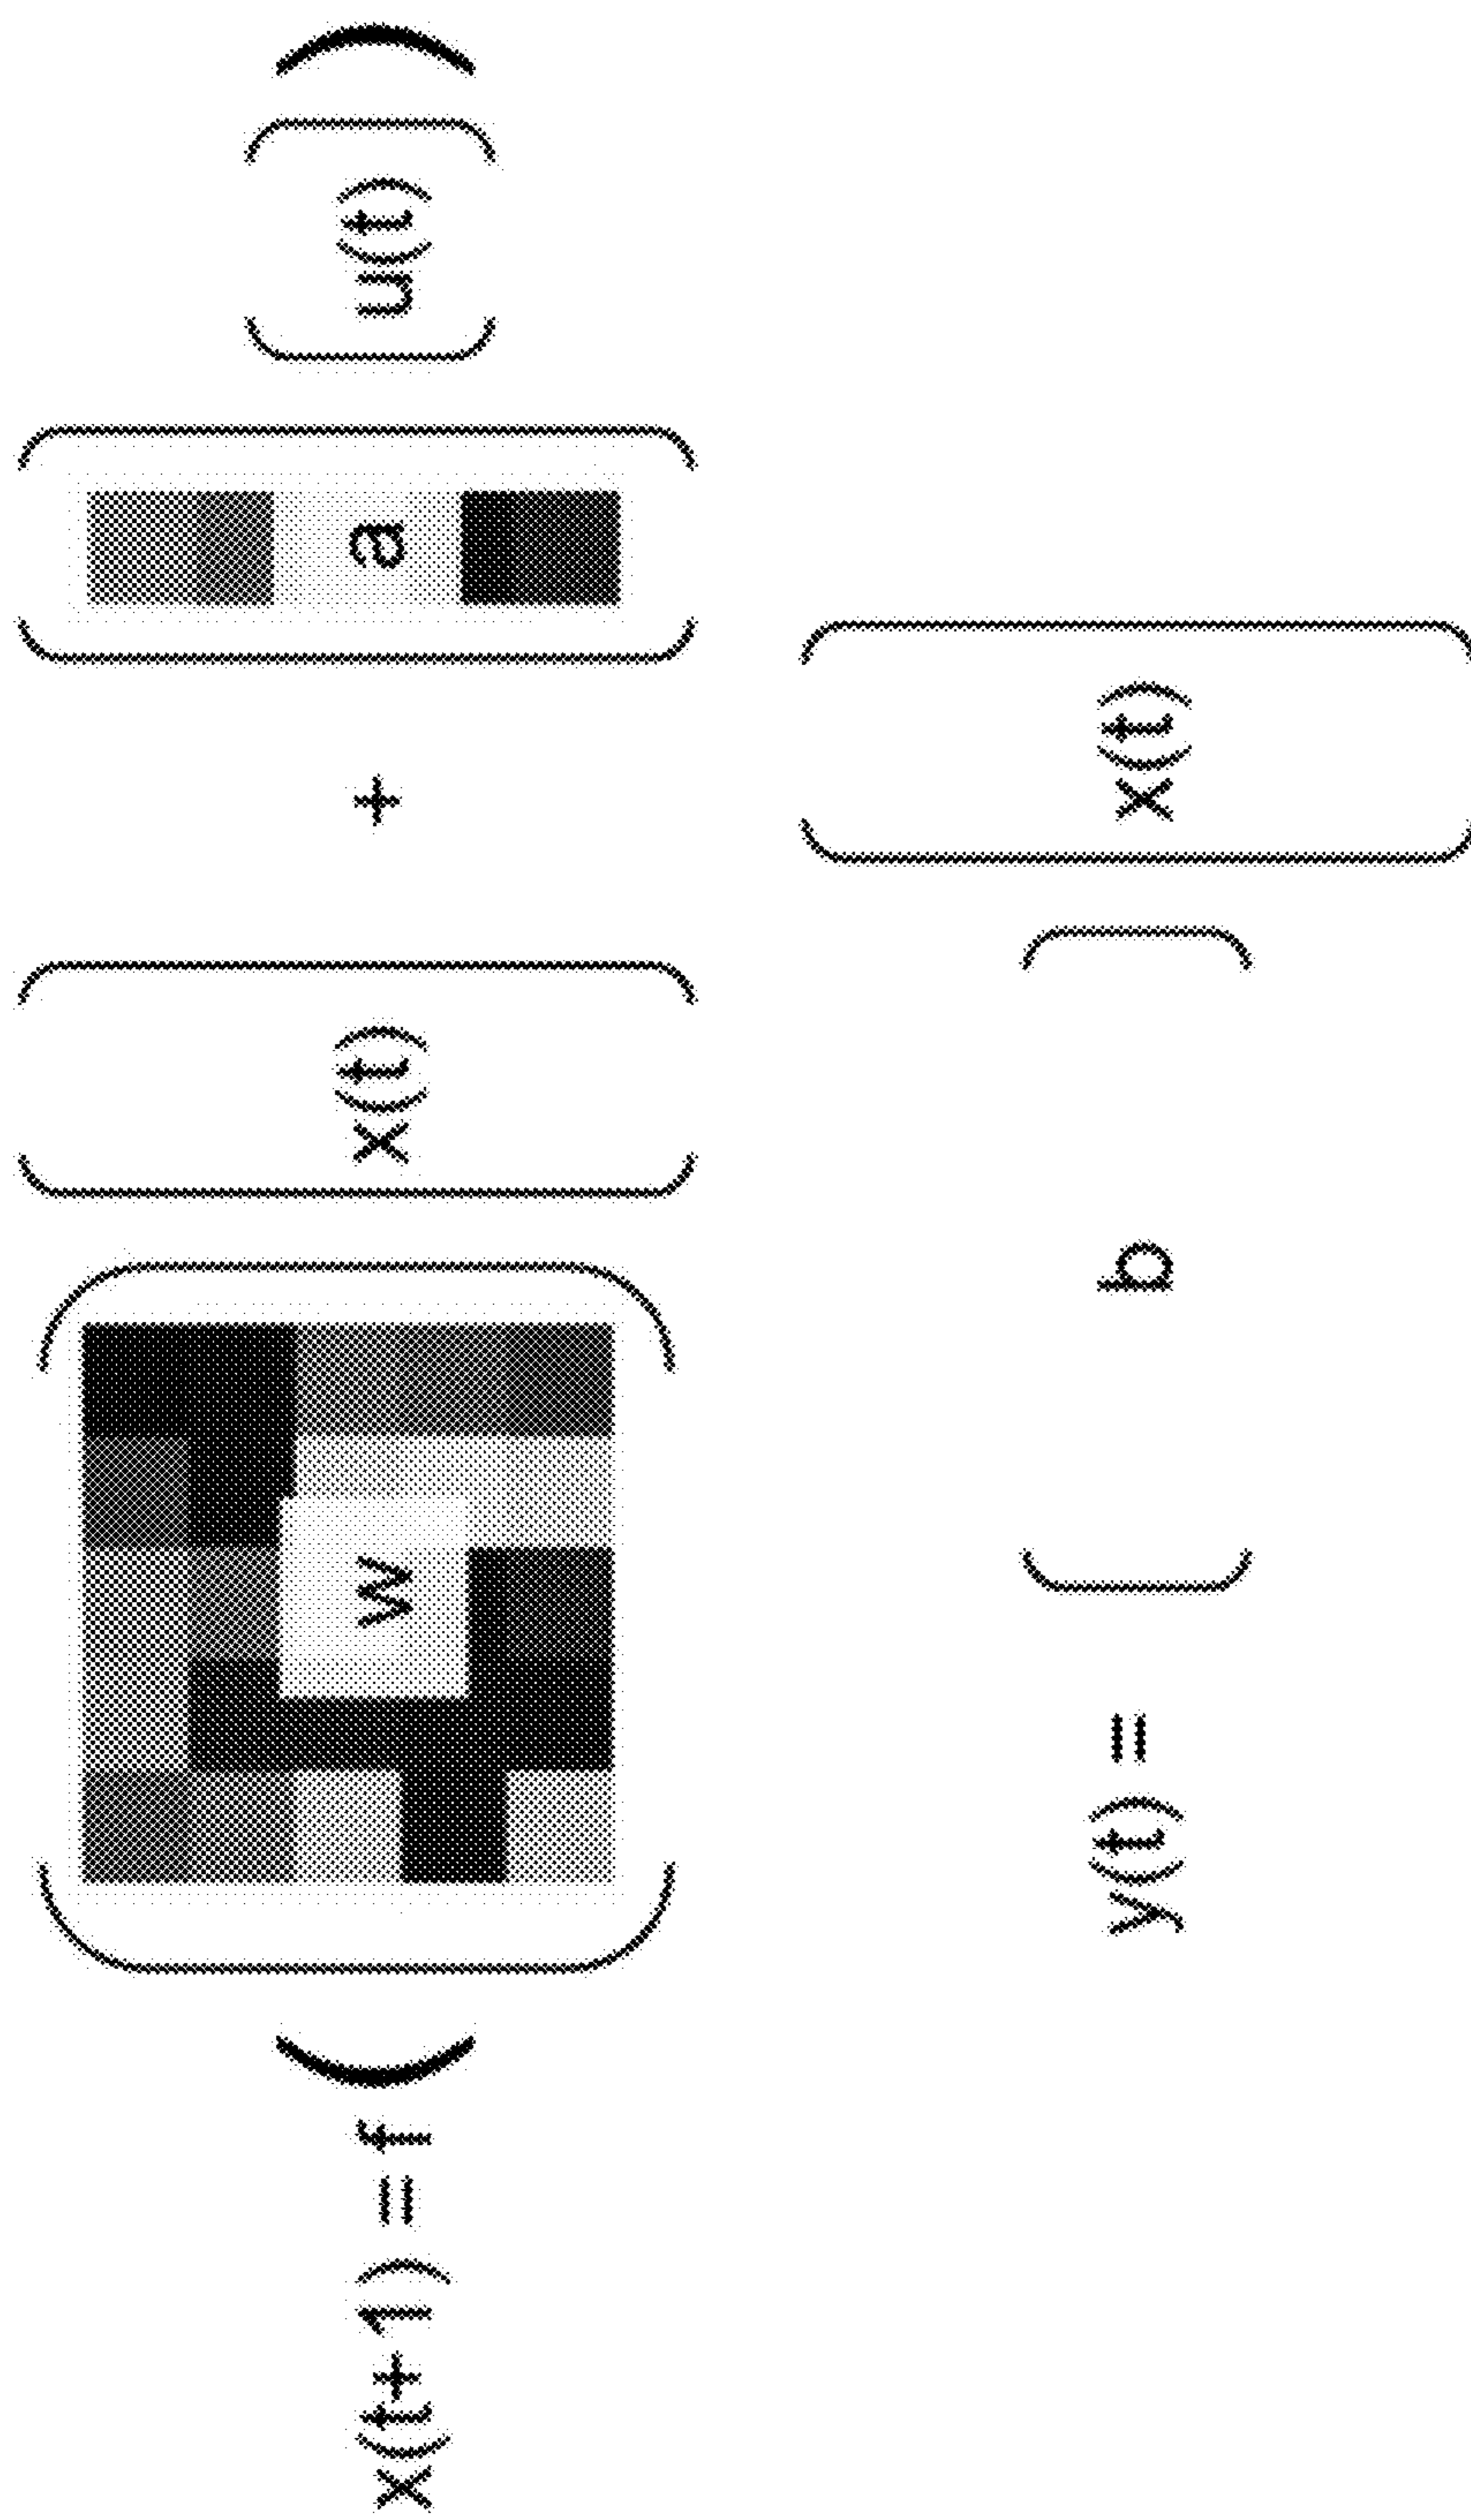 x(t+1) = f ( ( w ) ( x(t) ) + ( a ) ( u(t) ) )
y(t) = ( b ) ( x(t) )